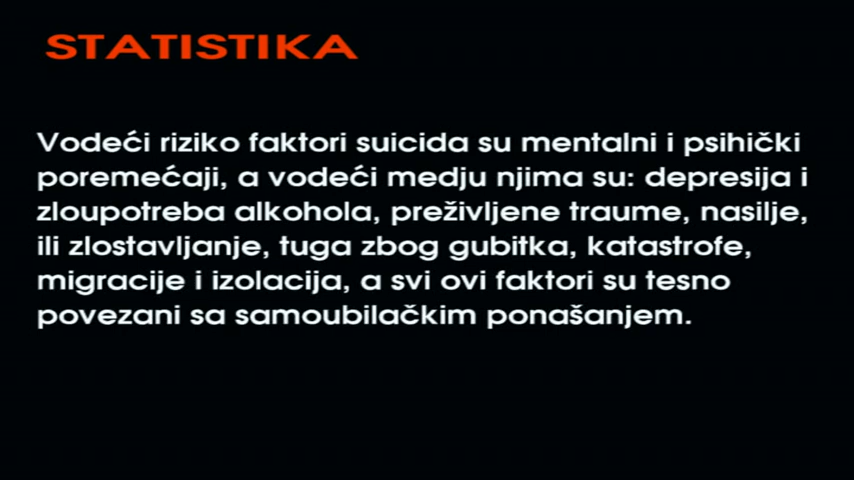 STATISTIKA
Vodeći riziko faktori suicida su mentalni i psihički
poremećaji, a vodeći medju njima su: depresija i
zloupotreba alkohola, preživljene traume, nasilje,
ili zlostavljanje, tuga zbog gubitka, katastrofe,
migracije i izolacija, a svi ovi faktori su tesno
povezani sa samoubilačkim ponašanjem.